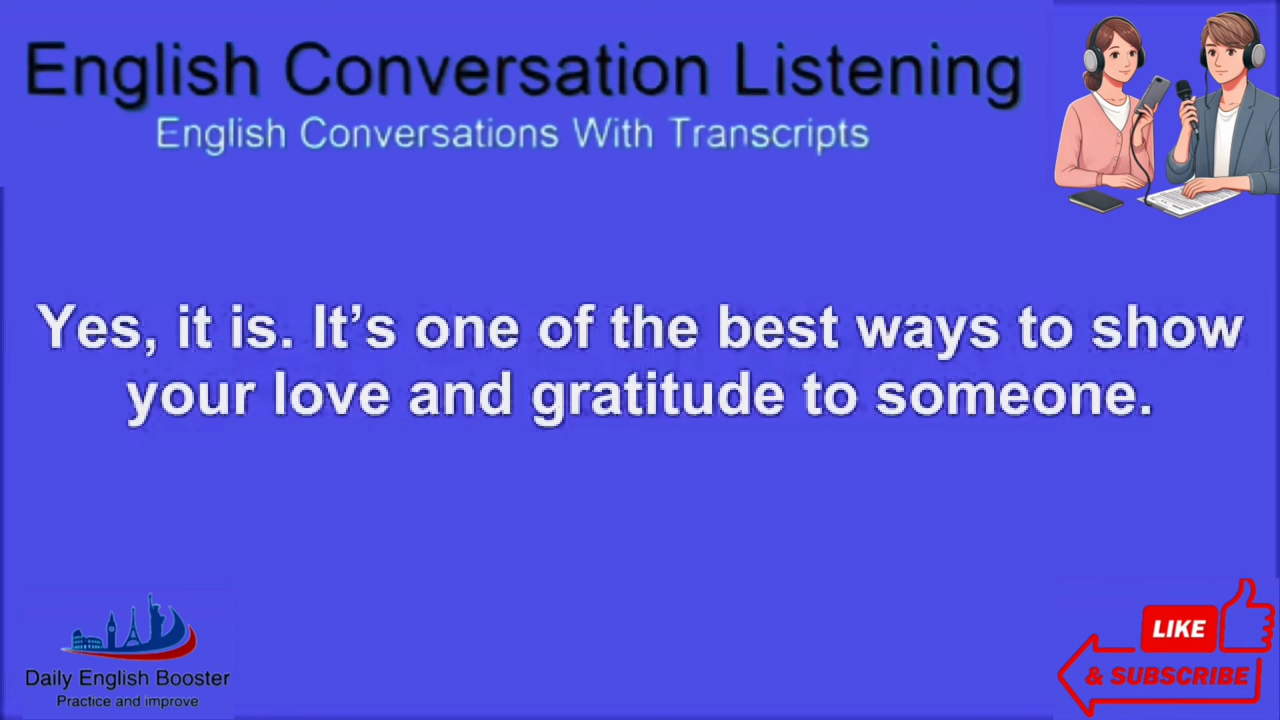 English Conversation Listening
English Conversations With Transcripts
Yes, it is. It’s one of the best ways to show
your love and gratitude to someone.
Daily English Booster
Practice and improve
LIKE
& SUBSCRIBE